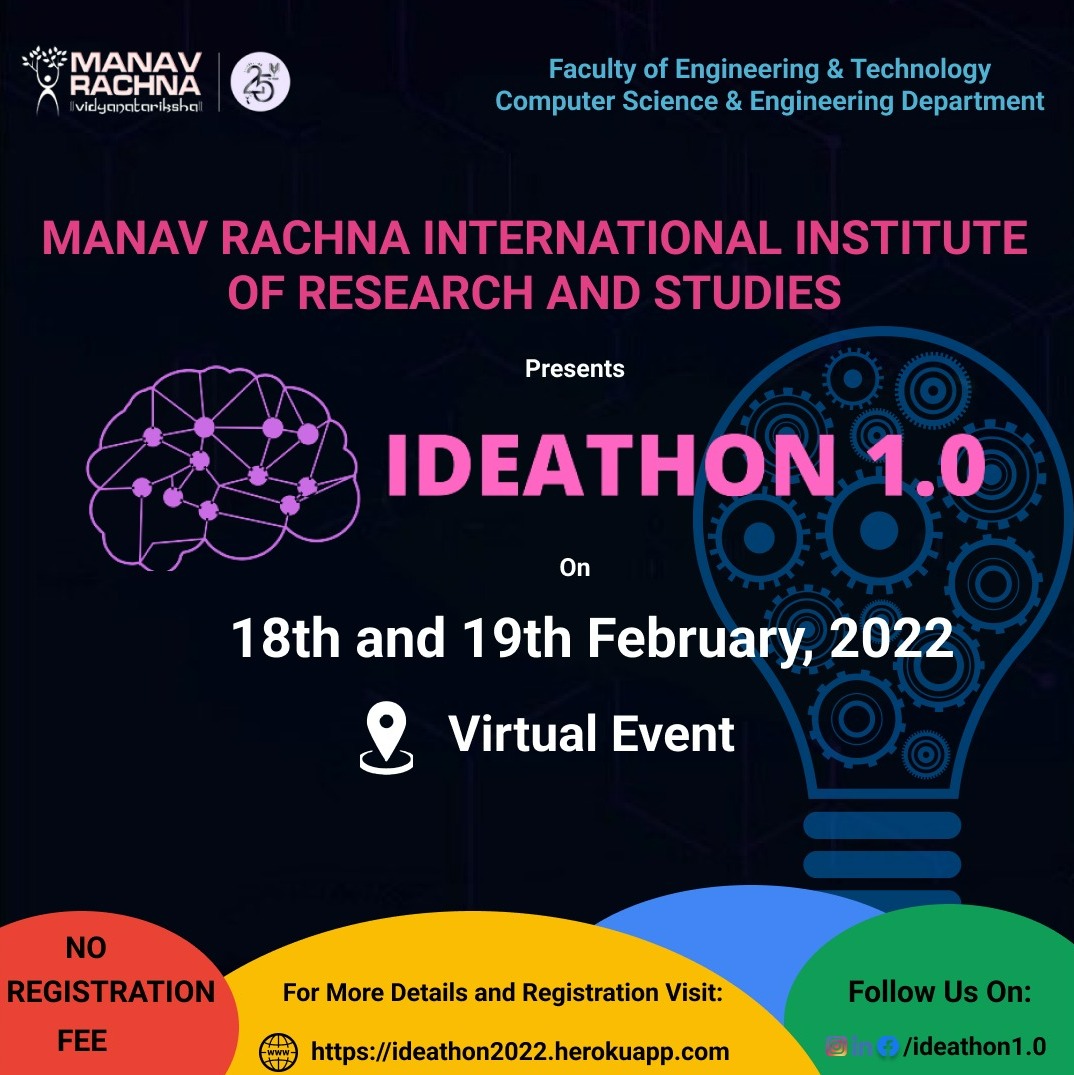 MANAV
RACHNA
vidyanatariksha
25
Faculty of Engineering & Technology
Computer Science & Engineering Department
MANAV RACHNA INTERNATIONAL INSTITUTE
OF RESEARCH AND STUDIES
Presents
IDEATHON 1.0
On
18th and 19th February, 2022
Virtual Event
NO
REGISTRATION
FEE
For More Details and Registration Visit:
www https://ideathon2022.herokuapp.com
Follow Us On:
in f /ideathon1.0